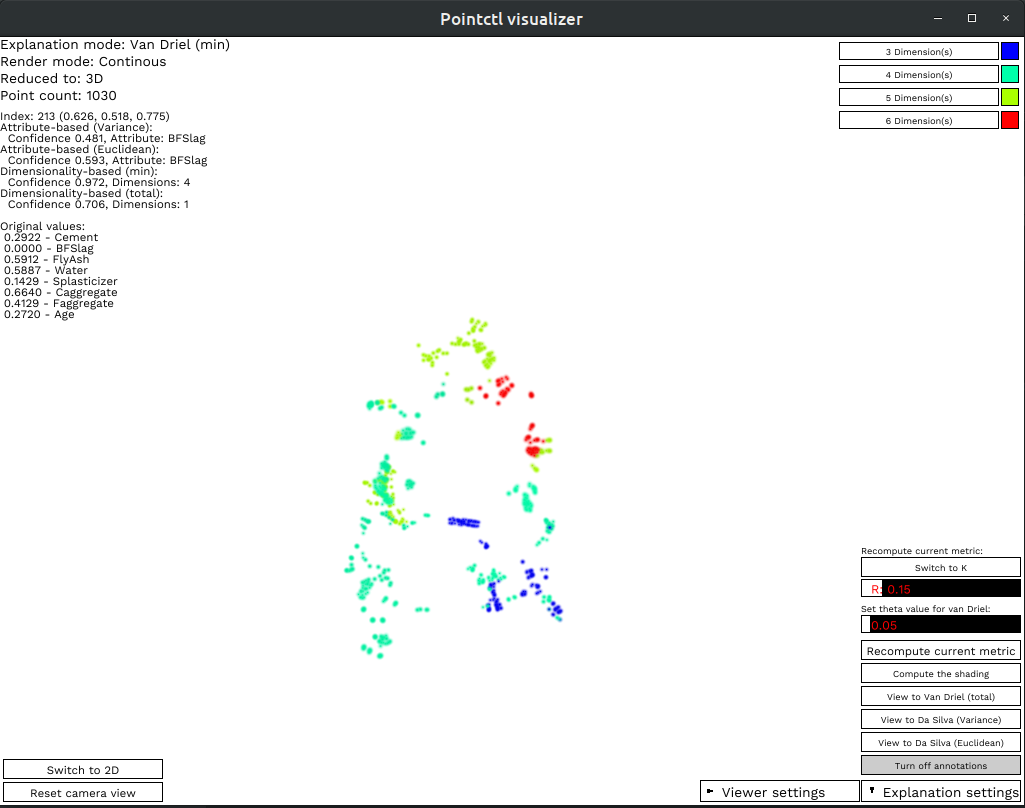 Pointctl visualizer
Explanation mode: Van Driel (min)
Render mode: Continous
Reduced to: 3D
Point count: 1030
Index: 213 (0.626, 0.518, 0.775)
Attribute-based (Variance):
Confidence 0.481, Attribute: BFSlag
Attribute-based (Euclidean):
Confidence 0.593, Attribute: BFSlag
Dimensionality-based (min):
Confidence 0.972, Dimensions: 4
Dimensionality-based (total):
Confidence 0.706, Dimensions: 1
Original values:
0.2922 - Cement
0.0000 - BFSlag
0.5912 - FlyAsh
0.5887 - Water
0.1429 - Splasticizer
0.6640 - Caggregate
0.4129 - Faggregate
0.2720 - Age
3 Dimension(s)
4 Dimension(s)
5 Dimension(s)
6 Dimension(s)
Recompute current metric:
Switch to K
R: 0.15
Set theta value for van Driel:
0.05
Recompute current metric
Compute the shading
View to Van Driel (total)
View to Da Silva (Variance)
View to Da Silva (Euclidean)
Turn off annotations
Switch to 2D
Reset camera view
Viewer settings
Explanation settings